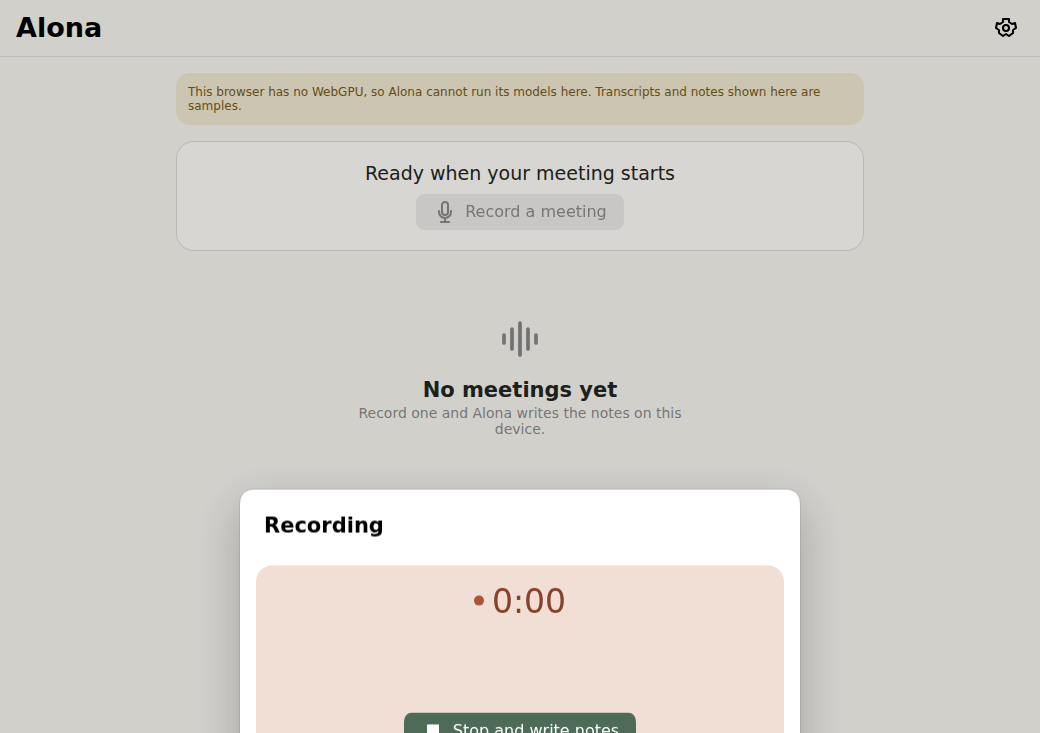 Alona
This browser has no WebGPU, so Alona cannot run its models here. Transcripts and notes shown here are
samples.
Ready when your meeting starts
Record a meeting
No meetings yet
Record one and Alona writes the notes on this
device.
Recording
0:00
Stop and write notes